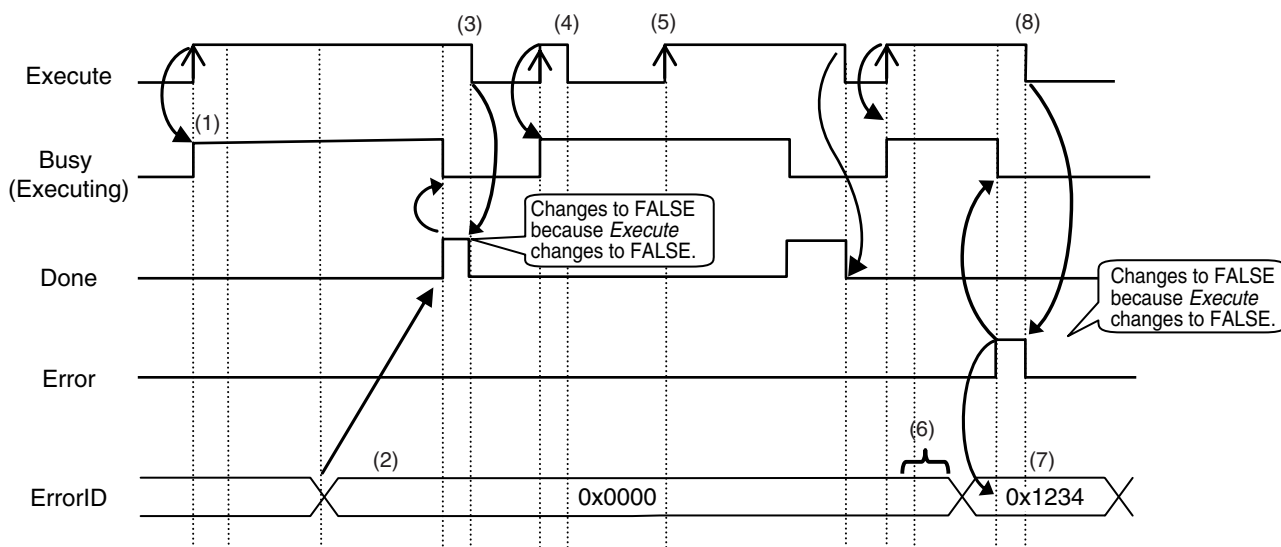 (3)
(4)
(5)
(8)
Execute
(1)
Busy
(Executing)
Changes to FALSE
because Execute
changes to FALSE.
Done
Changes to FALSE
because Execute
changes to FALSE.
Error
(6)
(2)
(7)
ErrorID
0x0000
0x1234